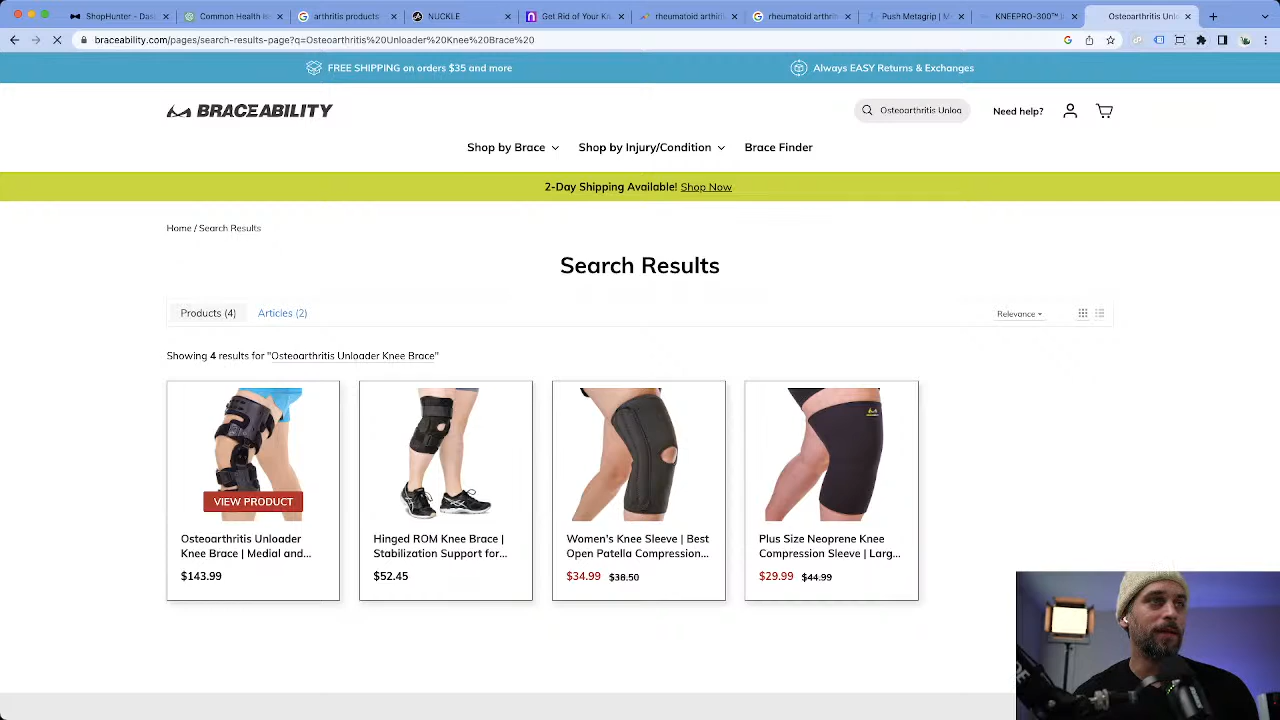 ShopHunter - Das
Common Health
arthritis products
NUCKLE
Get Rid of Your Kn
rheumatoid arthriti
rheumatoid arthri
Push Metagrip | M
KNEEPRO-300™
Osteoarthritis Unlo
braceability.com/pages/search-results-page?q=Osteoarthritis%20Unloader%20Knee%20Brace%20
FREE SHIPPING on orders $35 and more
Always EASY Returns & Exchanges
BRACEABILITY
Osteoarthritis Unloa
Need help?
Shop by Brace
Shop by Injury/Condition
Brace Finder
2-Day Shipping Available! Shop Now
Home / Search Results
Search Results
Products (4)
Articles (2)
Relevance
Showing 4 results for "Osteoarthritis Unloader Knee Brace"
VIEW PRODUCT
Osteoarthritis Unloader
Knee Brace | Medial and...
$143.99
Hinged ROM Knee Brace |
Stabilization Support for...
$52.45
Women's Knee Sleeve | Best
Open Patella Compression...
$34.99 $38.50
Plus Size Neoprene Knee
Compression Sleeve | Larg...
$29.99 $44.99